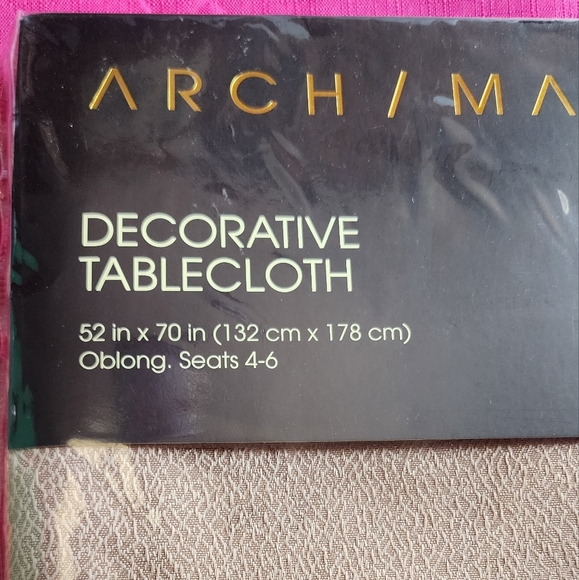 ARCH / MA
DECORATIVE
TABLECLOTH
52 in x 70 in (132 cm x 178 cm)
Oblong. Seats 4-6